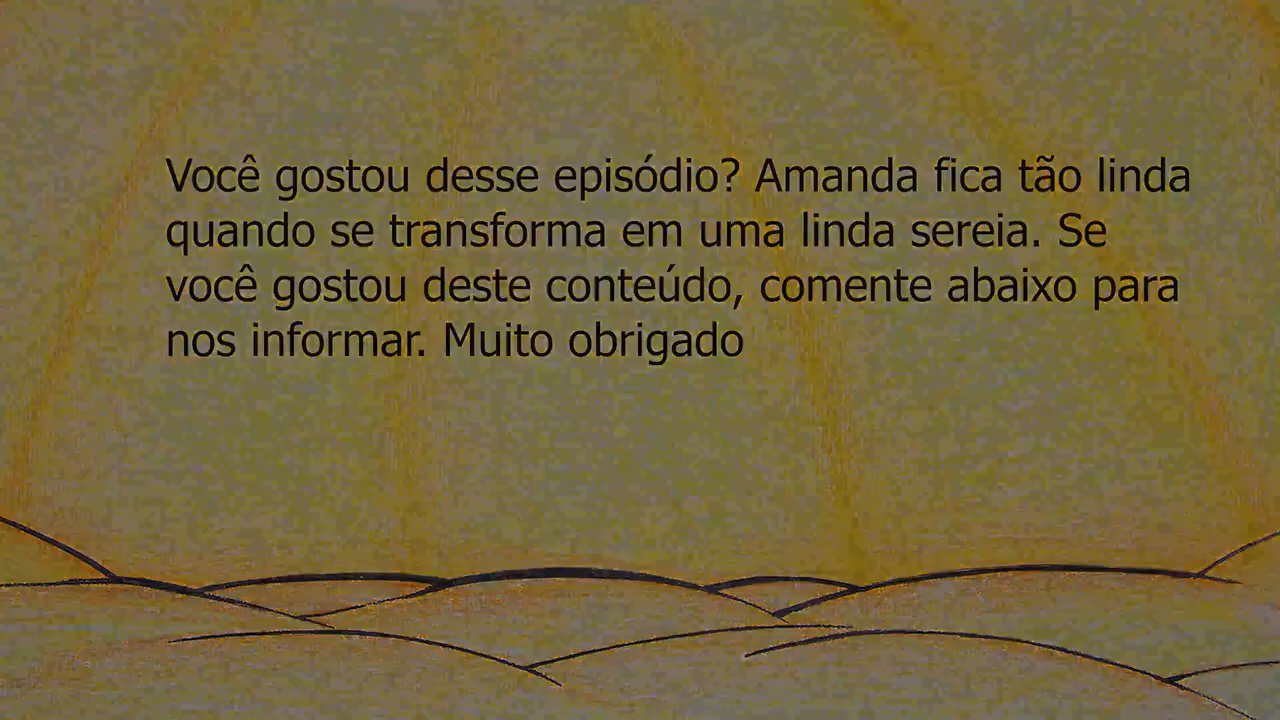 Você gostou desse episódio? Amanda fica tão linda
quando se transforma em uma linda sereia. Se
você gostou deste conteúdo, comente abaixo para
nos informar. Muito obrigado